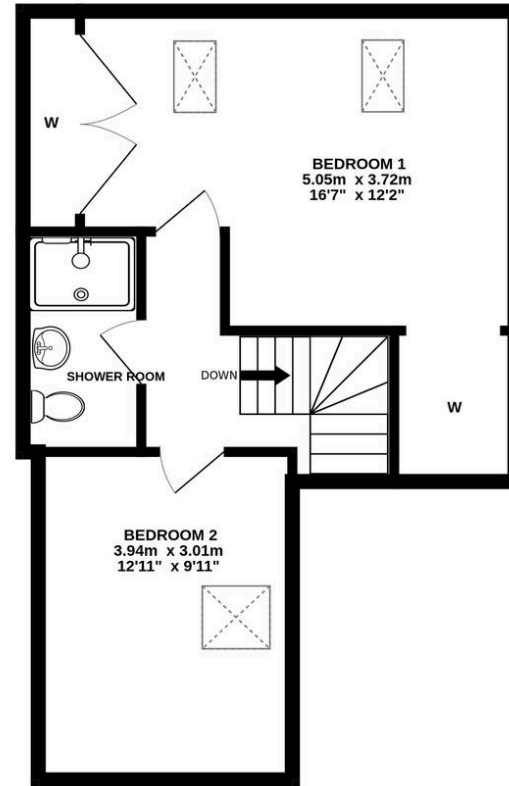 W
BEDROOM 1
5.05m x 3.72m
16'7" x 12'2"
SHOWER ROOM
DOWN
W
BEDROOM 2
3.94m x 3.01m
12'11" x 9'11"